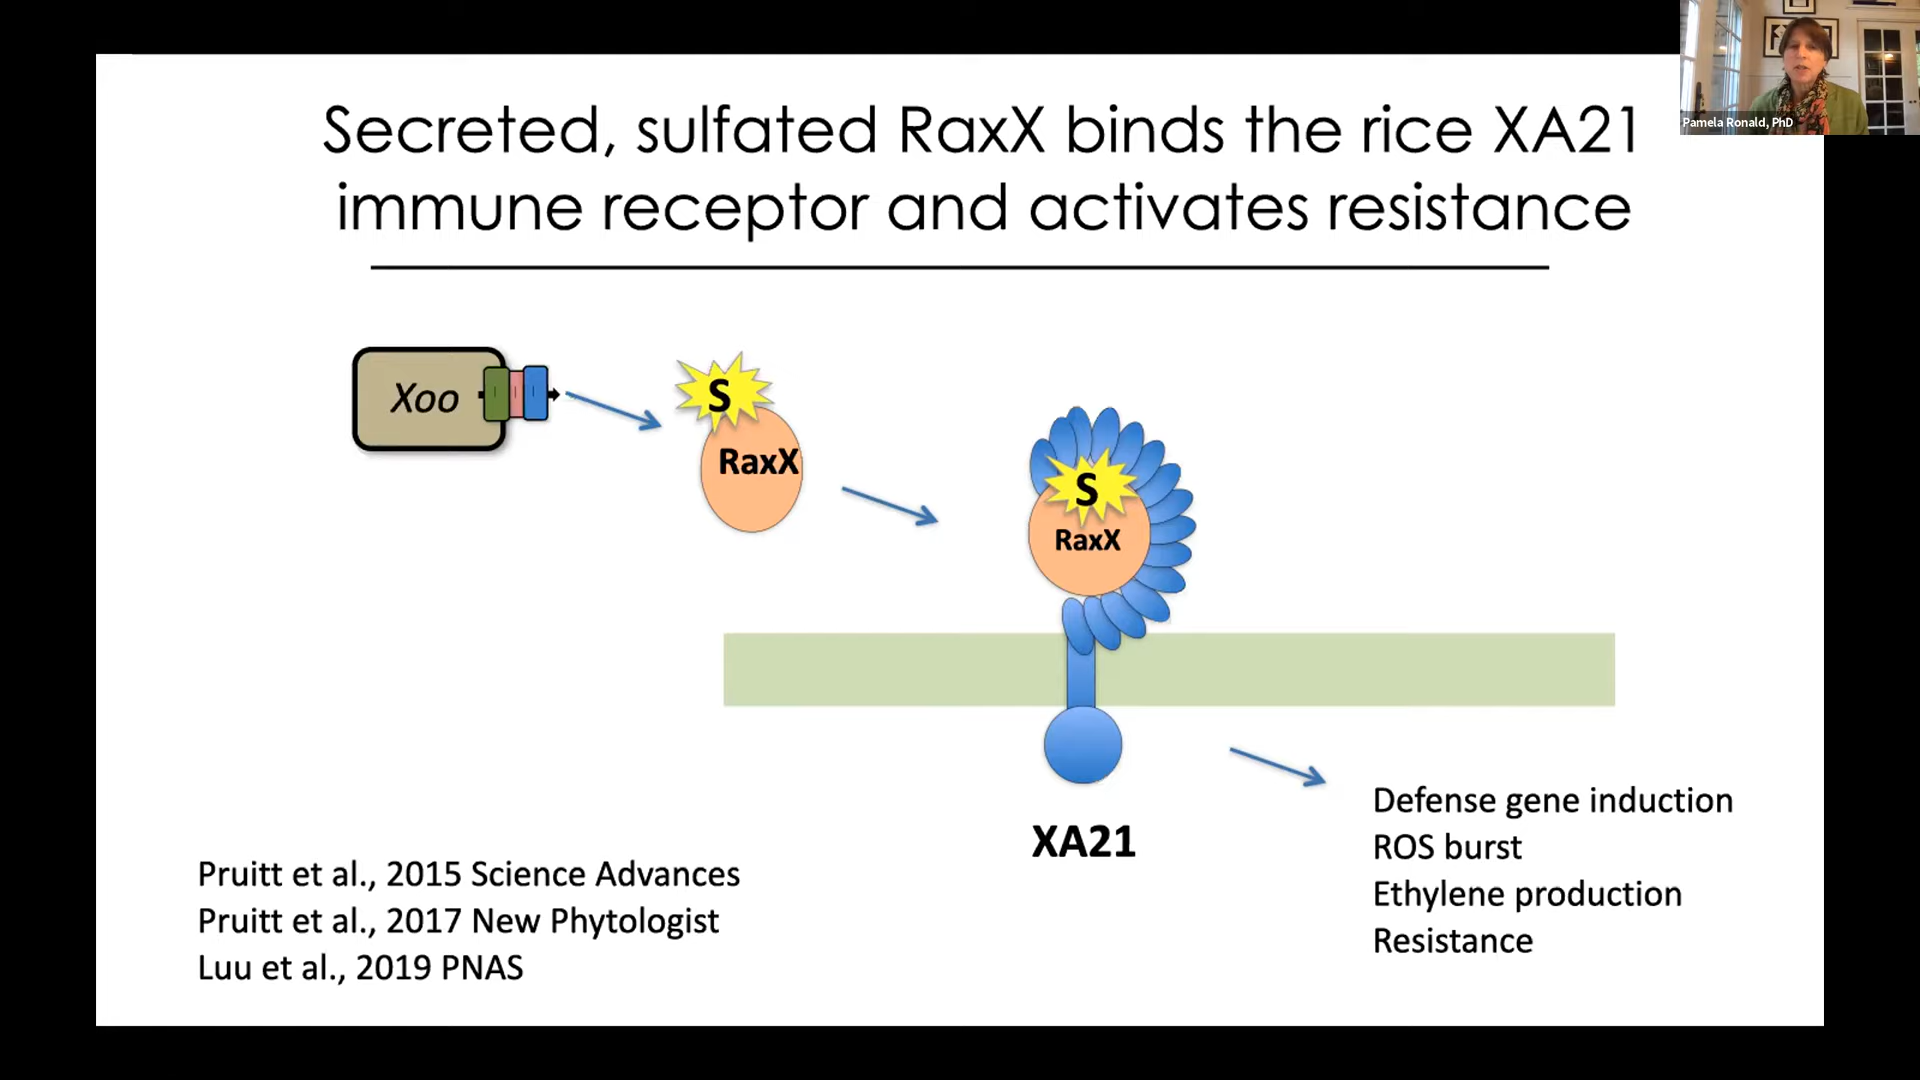 Pamela Ronald, PhD
Secreted, sulfated RaxX binds the rice XA21
immune receptor and activates resistance
Xoo
S
RaxX
S
RaxX
XA21
Defense gene induction
ROS burst
Ethylene production
Resistance
Pruitt et al., 2015 Science Advances
Pruitt et al., 2017 New Phytologist
Luu et al., 2019 PNAS